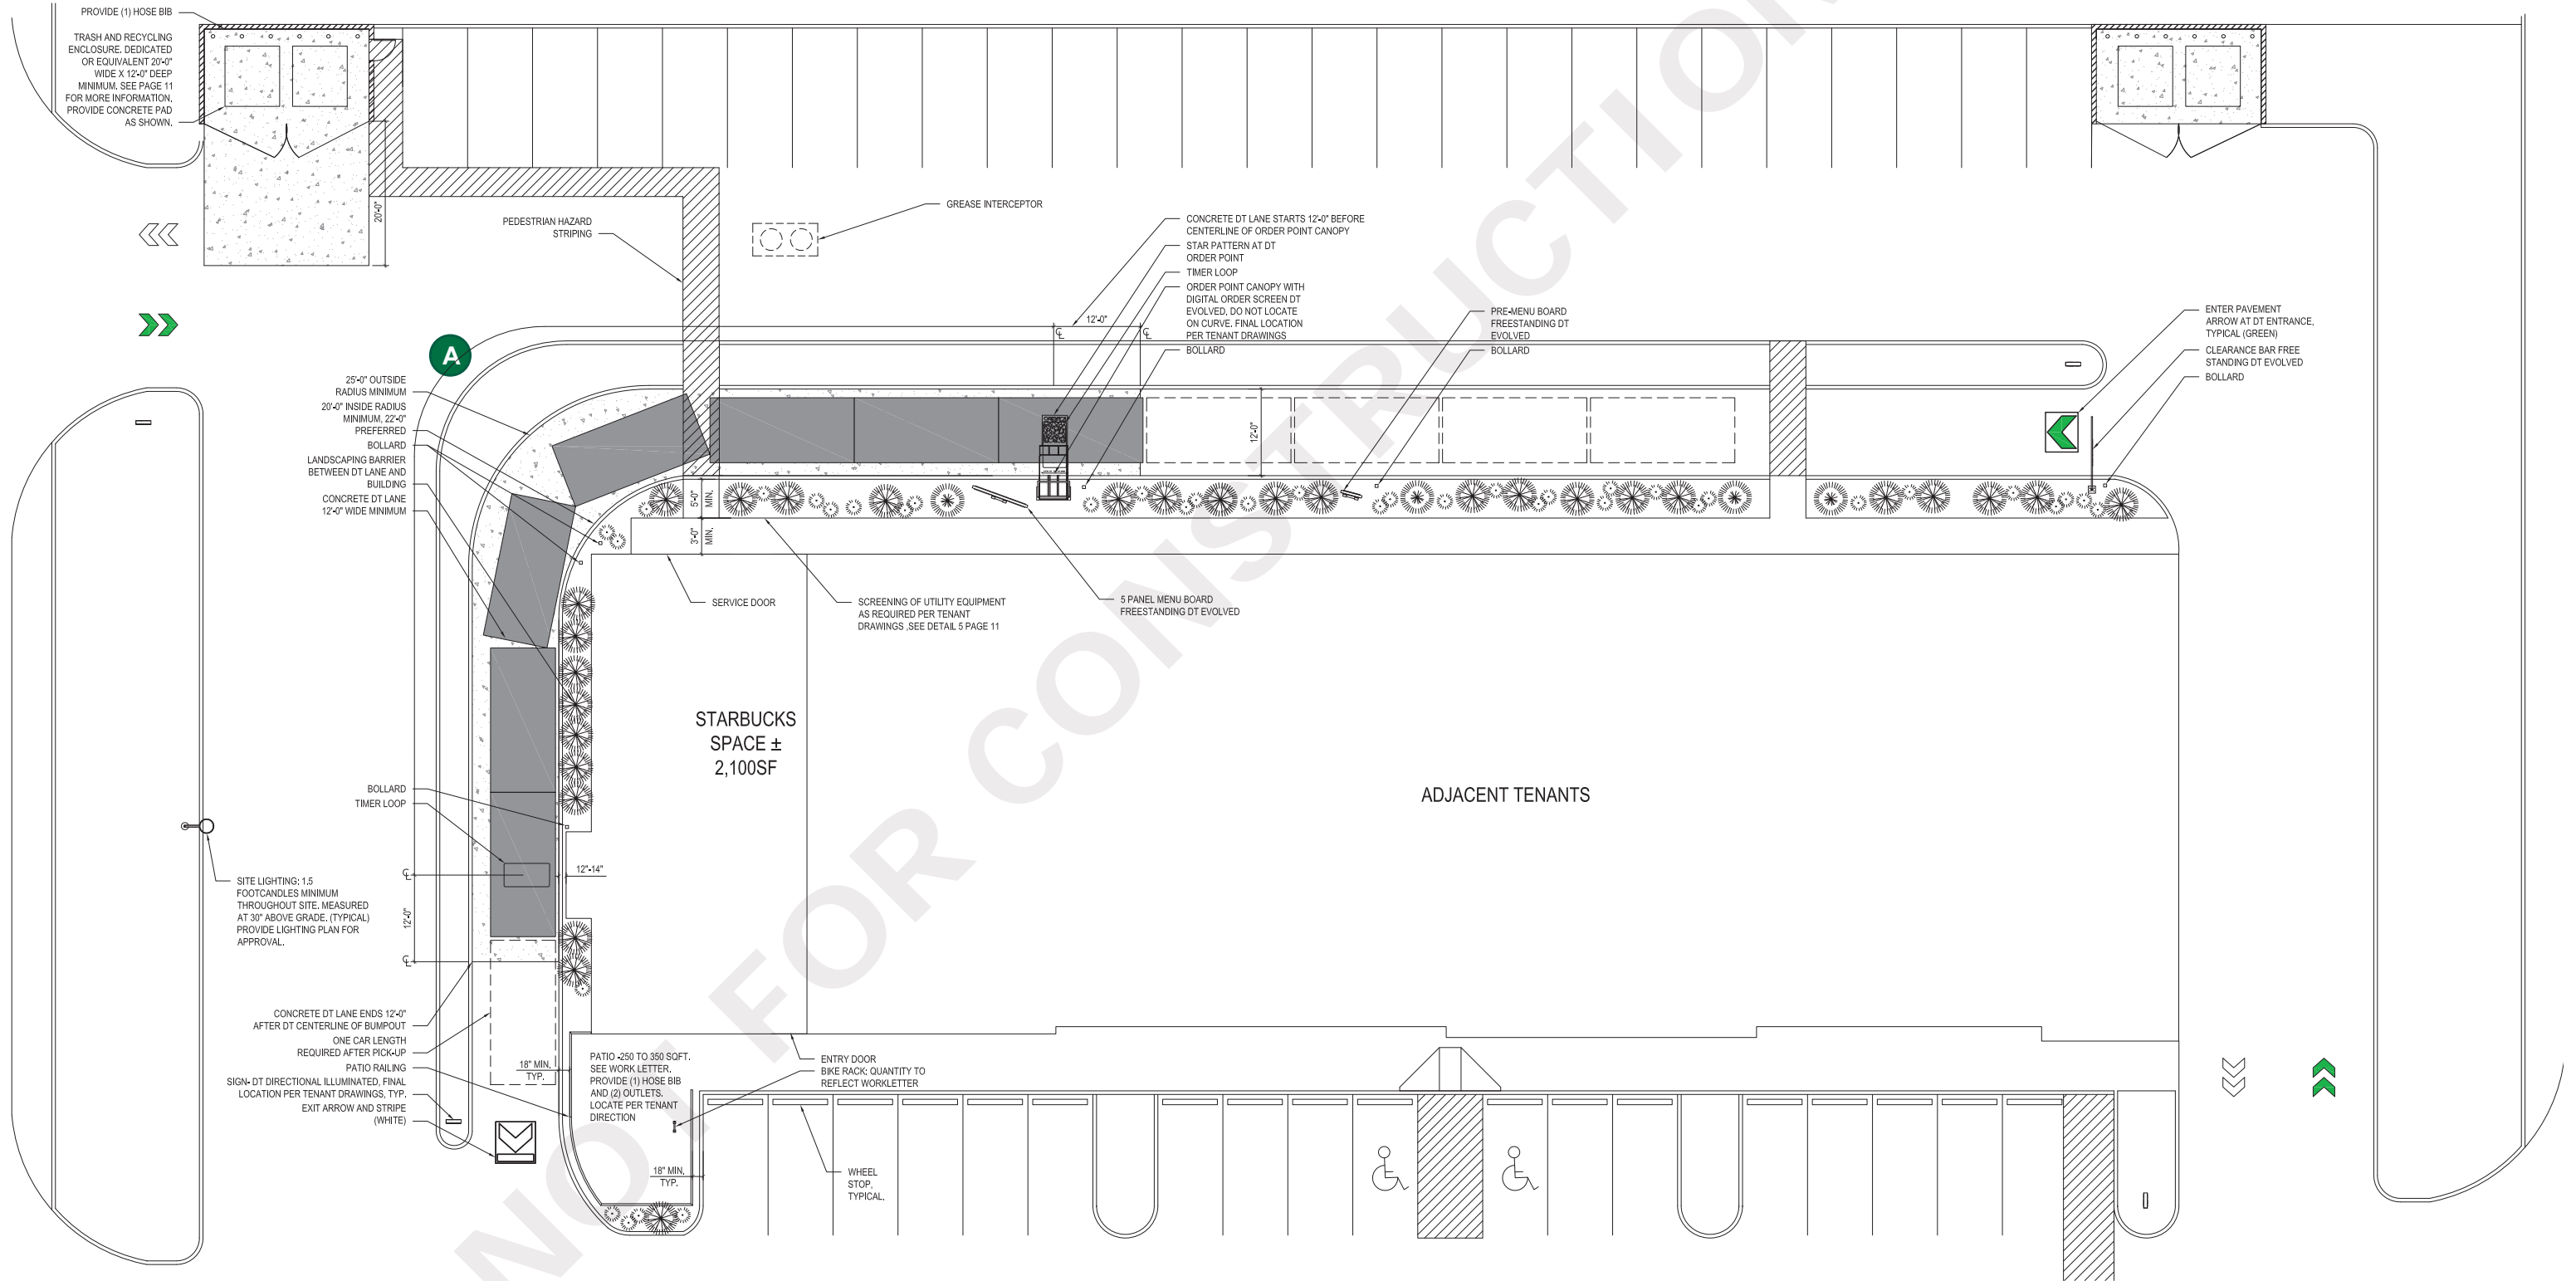 PROVIDE (1) HOSE BIB
TRASH AND RECYCLING
ENCLOSURE. DEDICATED
OR EQUIVALENT 20'-0"
WIDE X 12'-0" DEEP
MINIMUM. SEE PAGE 11
FOR MORE INFORMATION.
PROVIDE CONCRETE PAD
AS SHOWN.
20'-0"
PEDESTRIAN HAZARD
STRIPING
GREASE INTERCEPTOR
CONCRETE DT LANE STARTS 12'-0" BEFORE
CENTERLINE OF ORDER POINT CANOPY
STAR PATTERN AT DT
ORDER POINT
TIMER LOOP
ORDER POINT CANOPY WITH
DIGITAL ORDER SCREEN DT
EVOLVED, DO NOT LOCATE
ON CURVE. FINAL LOCATION
PER TENANT DRAWINGS
BOLLARD
12'-0"
PRE-MENU BOARD
FREESTANDING DT
EVOLVED
BOLLARD
ENTER PAVEMENT
ARROW AT DT ENTRANCE,
TYPICAL (GREEN)
CLEARANCE BAR FREE
STANDING DT EVOLVED
BOLLARD
A
25'-0" OUTSIDE
RADIUS MINIMUM
20'-0" INSIDE RADIUS
MINIMUM, 22'-0"
PREFERRED
BOLLARD
LANDSCAPING BARRIER
BETWEEN DT LANE AND
BUILDING
CONCRETE DT LANE
12'-0" WIDE MINIMUM
12'-0"
5'-0"
MIN.
3'-0"
MIN.
SERVICE DOOR
SCREENING OF UTILITY EQUIPMENT
AS REQUIRED PER TENANT
DRAWINGS ,SEE DETAIL 5 PAGE 11
5 PANEL MENU BOARD
FREESTANDING DT EVOLVED
STARBUCKS
SPACE ±
2,100SF
ADJACENT TENANTS
BOLLARD
TIMER LOOP
12"-14"
12'-0"
SITE LIGHTING: 1.5
FOOTCANDLES MINIMUM
THROUGHOUT SITE. MEASURED
AT 30" ABOVE GRADE. (TYPICAL)
PROVIDE LIGHTING PLAN FOR
APPROVAL.
CONCRETE DT LANE ENDS 12'-0"
AFTER DT CENTERLINE OF BUMPOUT
ONE CAR LENGTH
REQUIRED AFTER PICK-UP
PATIO RAILING
SIGN- DT DIRECTIONAL ILLUMINATED, FINAL
LOCATION PER TENANT DRAWINGS, TYP.
EXIT ARROW AND STRIPE
(WHITE)
18" MIN.
TYP.
PATIO -250 TO 350 SQFT.
SEE WORK LETTER.
PROVIDE (1) HOSE BIB
AND (2) OUTLETS.
LOCATE PER TENANT
DIRECTION
ENTRY DOOR
BIKE RACK: QUANTITY TO
REFLECT WORKLETTER
18" MIN.
TYP.
WHEEL
STOP,
TYPICAL.
NOT FOR CONSTRUCTION